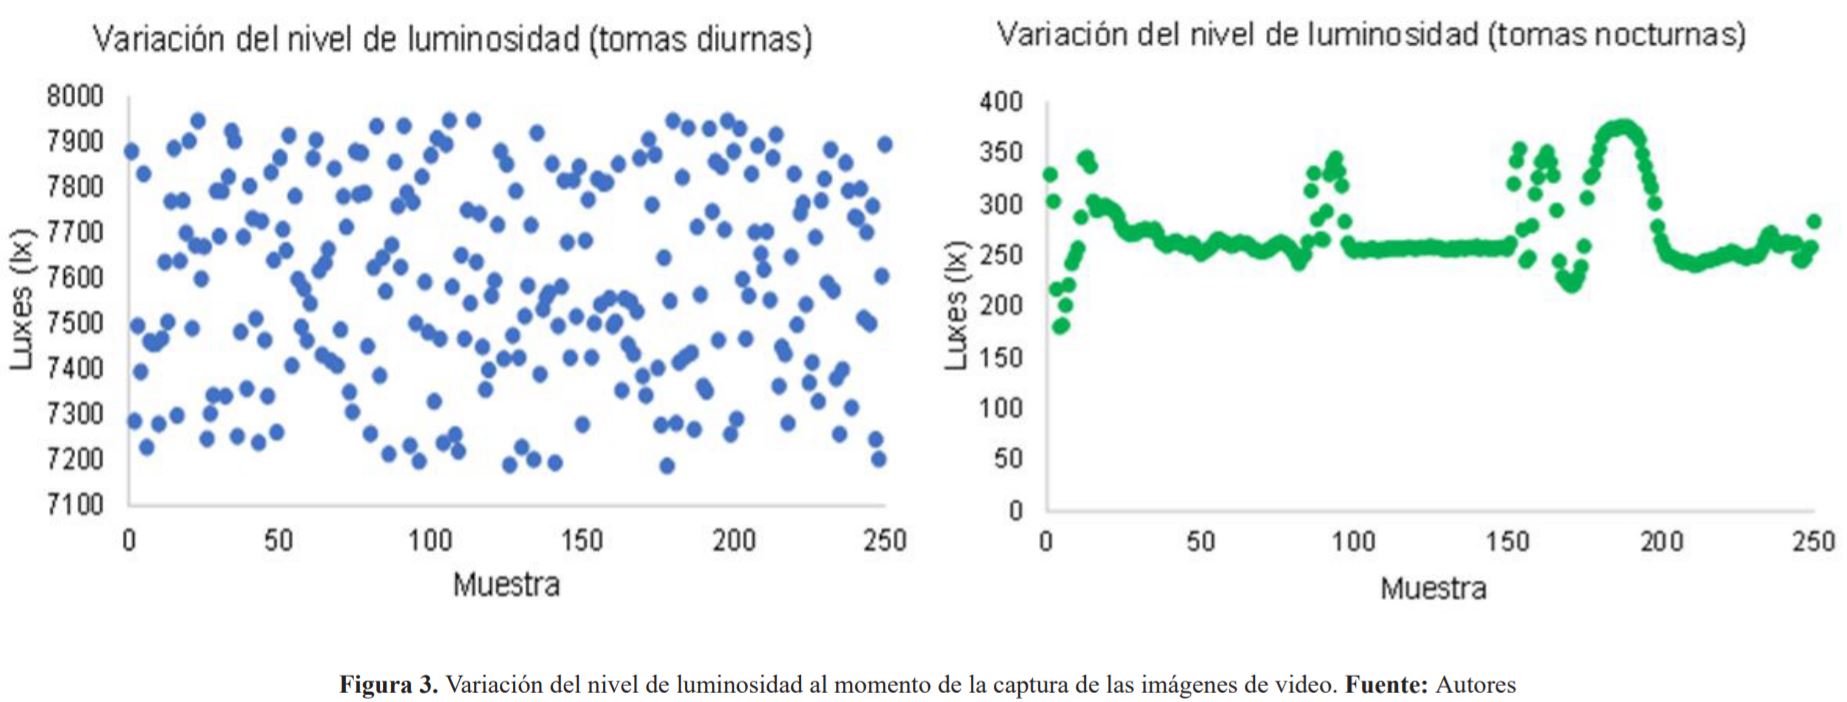 Variación del nivel de luminosidad (tomas diurnas)
8000
7900
7800
7700
7600
7500
7400
7300
7200
7100
Luxes (lx)
0 50 100 150 200 250
Muestra
Variación del nivel de luminosidad (tomas nocturnas)
400
350
300
250
200
150
100
50
0
Luxes (lx)
0 50 100 150 200 250
Muestra
Figura 3. Variación del nivel de luminosidad al momento de la captura de las imágenes de video. Fuente: Autores